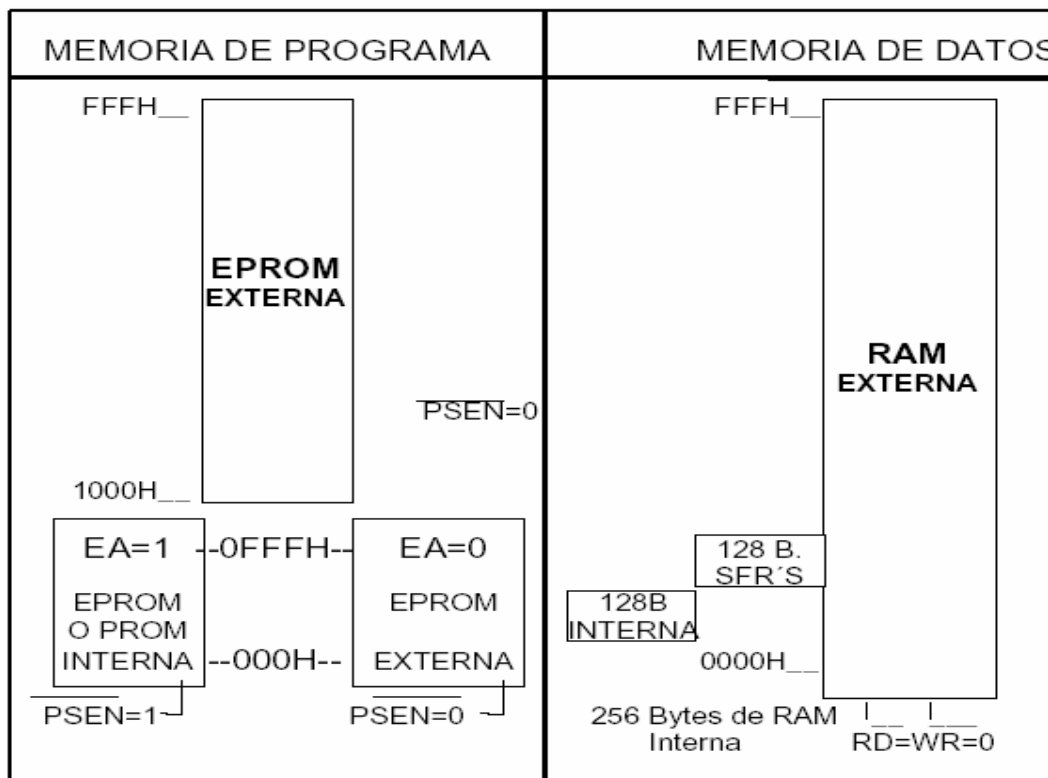 MEMORIA DE PROGRAMA
FFFH__
EPROM
EXTERNA
PSEN=0
1000H__
EA=1 --0FFFH-- EA=0
EPROM
O PROM
INTERNA
--000H--
EPROM
EXTERNA
PSEN=1
PSEN=0
MEMORIA DE DATOS
FFFH__
RAM
EXTERNA
128 B.
SFR´S
128B
INTERNA
0000H__
256 Bytes de RAM
Interna
RD=WR=0